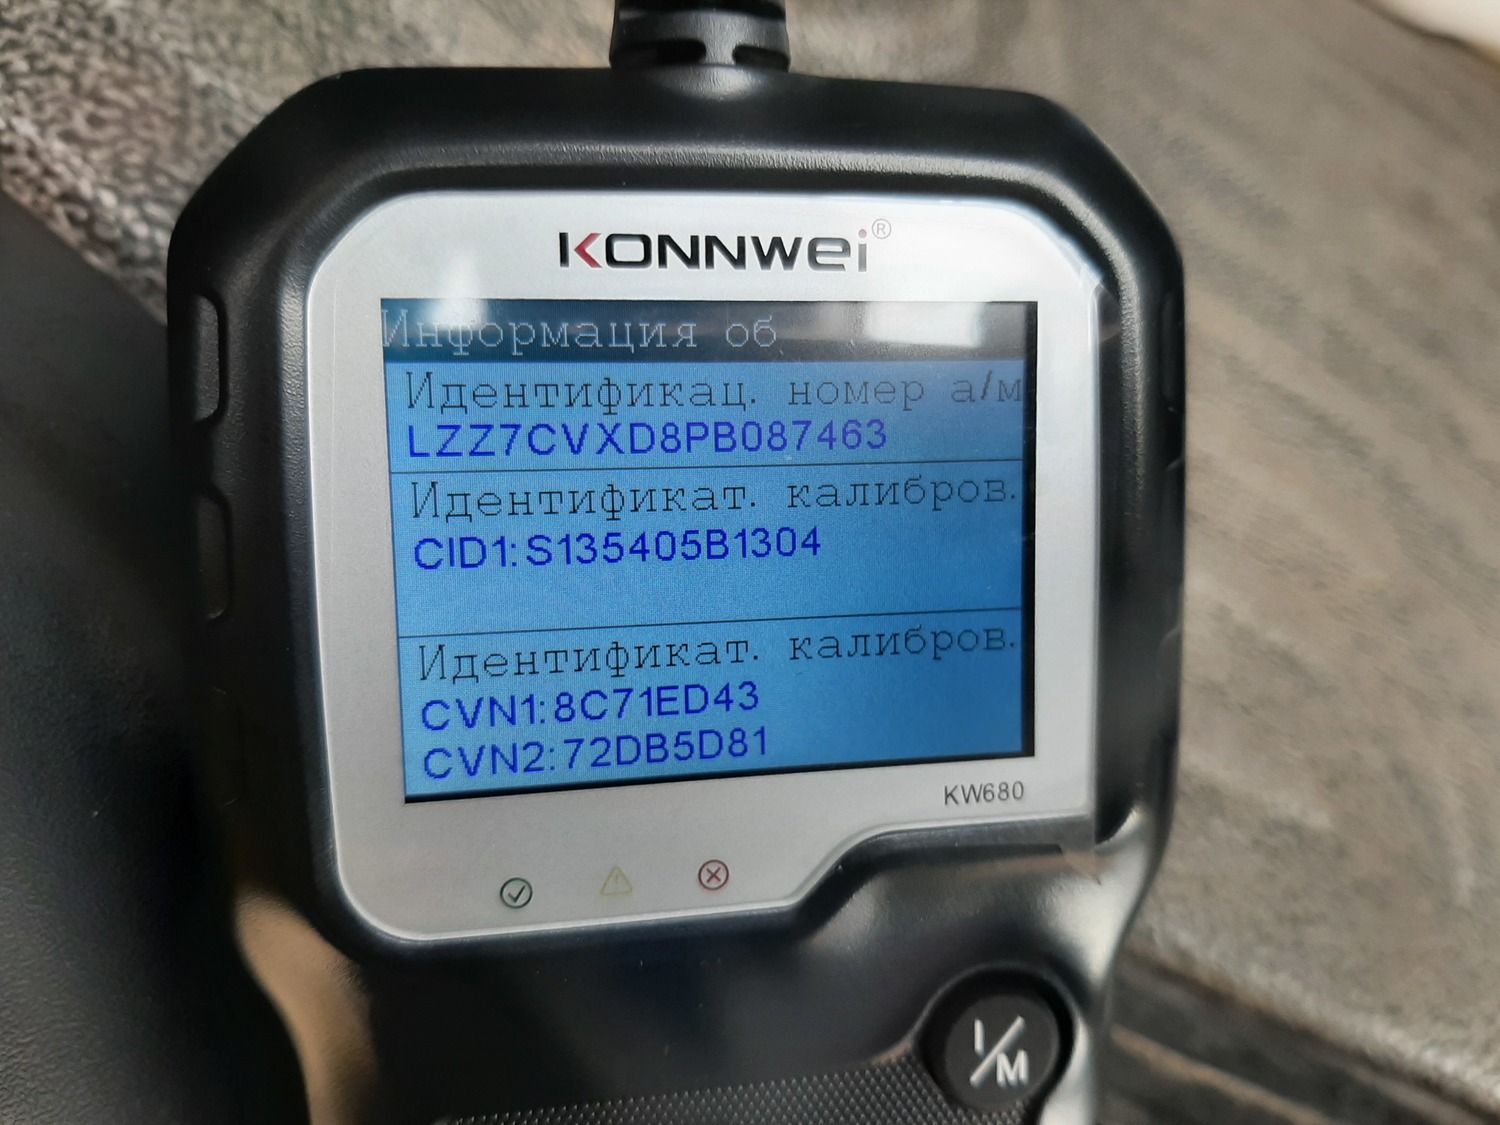 KONNWEI®
Информация об
Идентификац. номер а/м
LZZ7CVXD8PB087463
Идентификат. калибров.
CID1:S135405B1304
Идентификат. калибров.
CVN1:8C71ED43
CVN2:72DB5D81
KW680
I/M